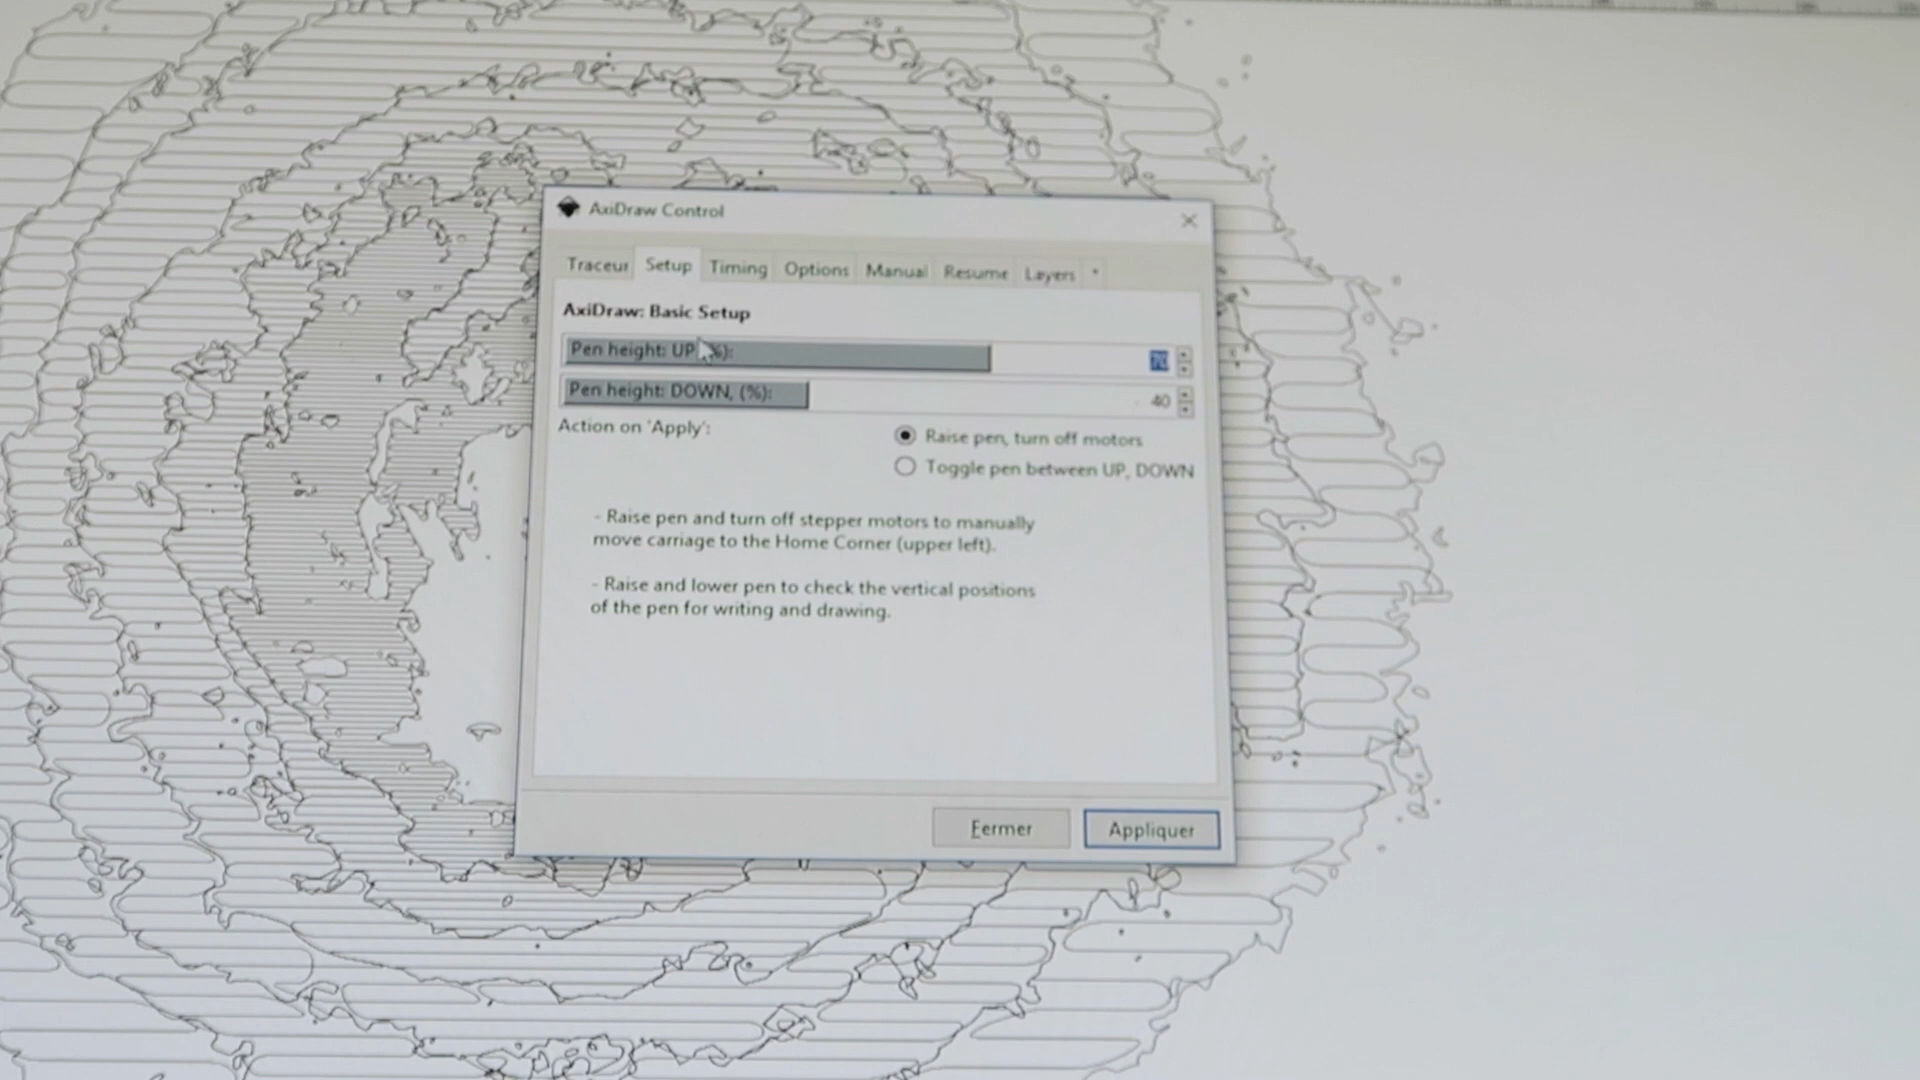 AxiDraw Control
Traceur Setup Timing Options Manual Resume Layers
AxiDraw: Basic Setup
Pen height: UP %): 70
Pen height: DOWN, (%): 40
Action on 'Apply':
Raise pen, turn off motors
Toggle pen between UP, DOWN
- Raise pen and turn off stepper motors to manually
move carriage to the Home Corner (upper left).
- Raise and lower pen to check the vertical positions
of the pen for writing and drawing.
Fermer Appliquer